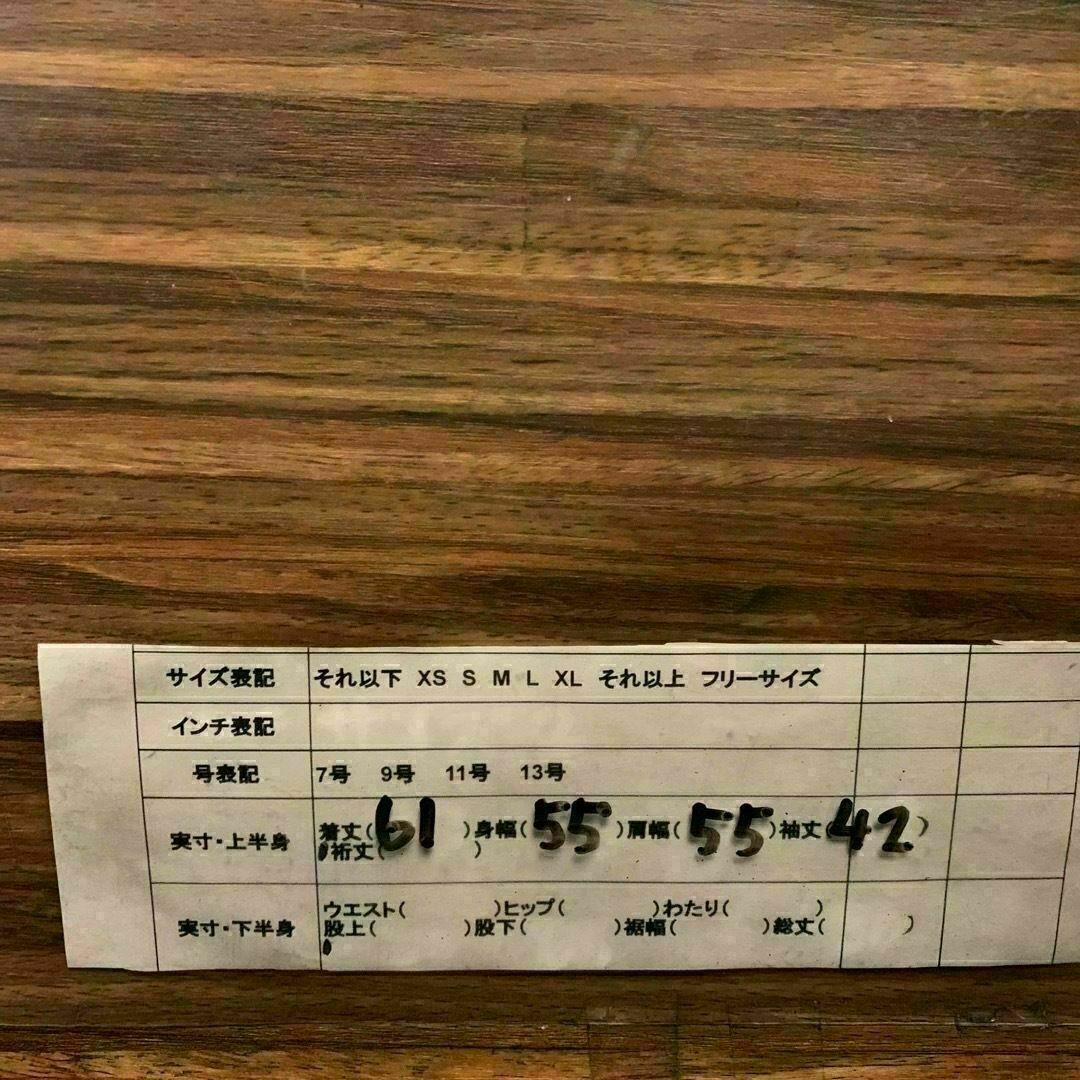 サイズ表記 それ以下 XS S M L XL それ以上 フリーサイズ
インチ表記
号表記 7号 9号 11号 13号
実寸・上半身 着丈(61)身幅(55)肩幅(55)袖丈(42)
裄丈( )
実寸・下半身 ウエスト( )ヒップ( )わたり( )
股上( )股下( )裾幅( )総丈( )